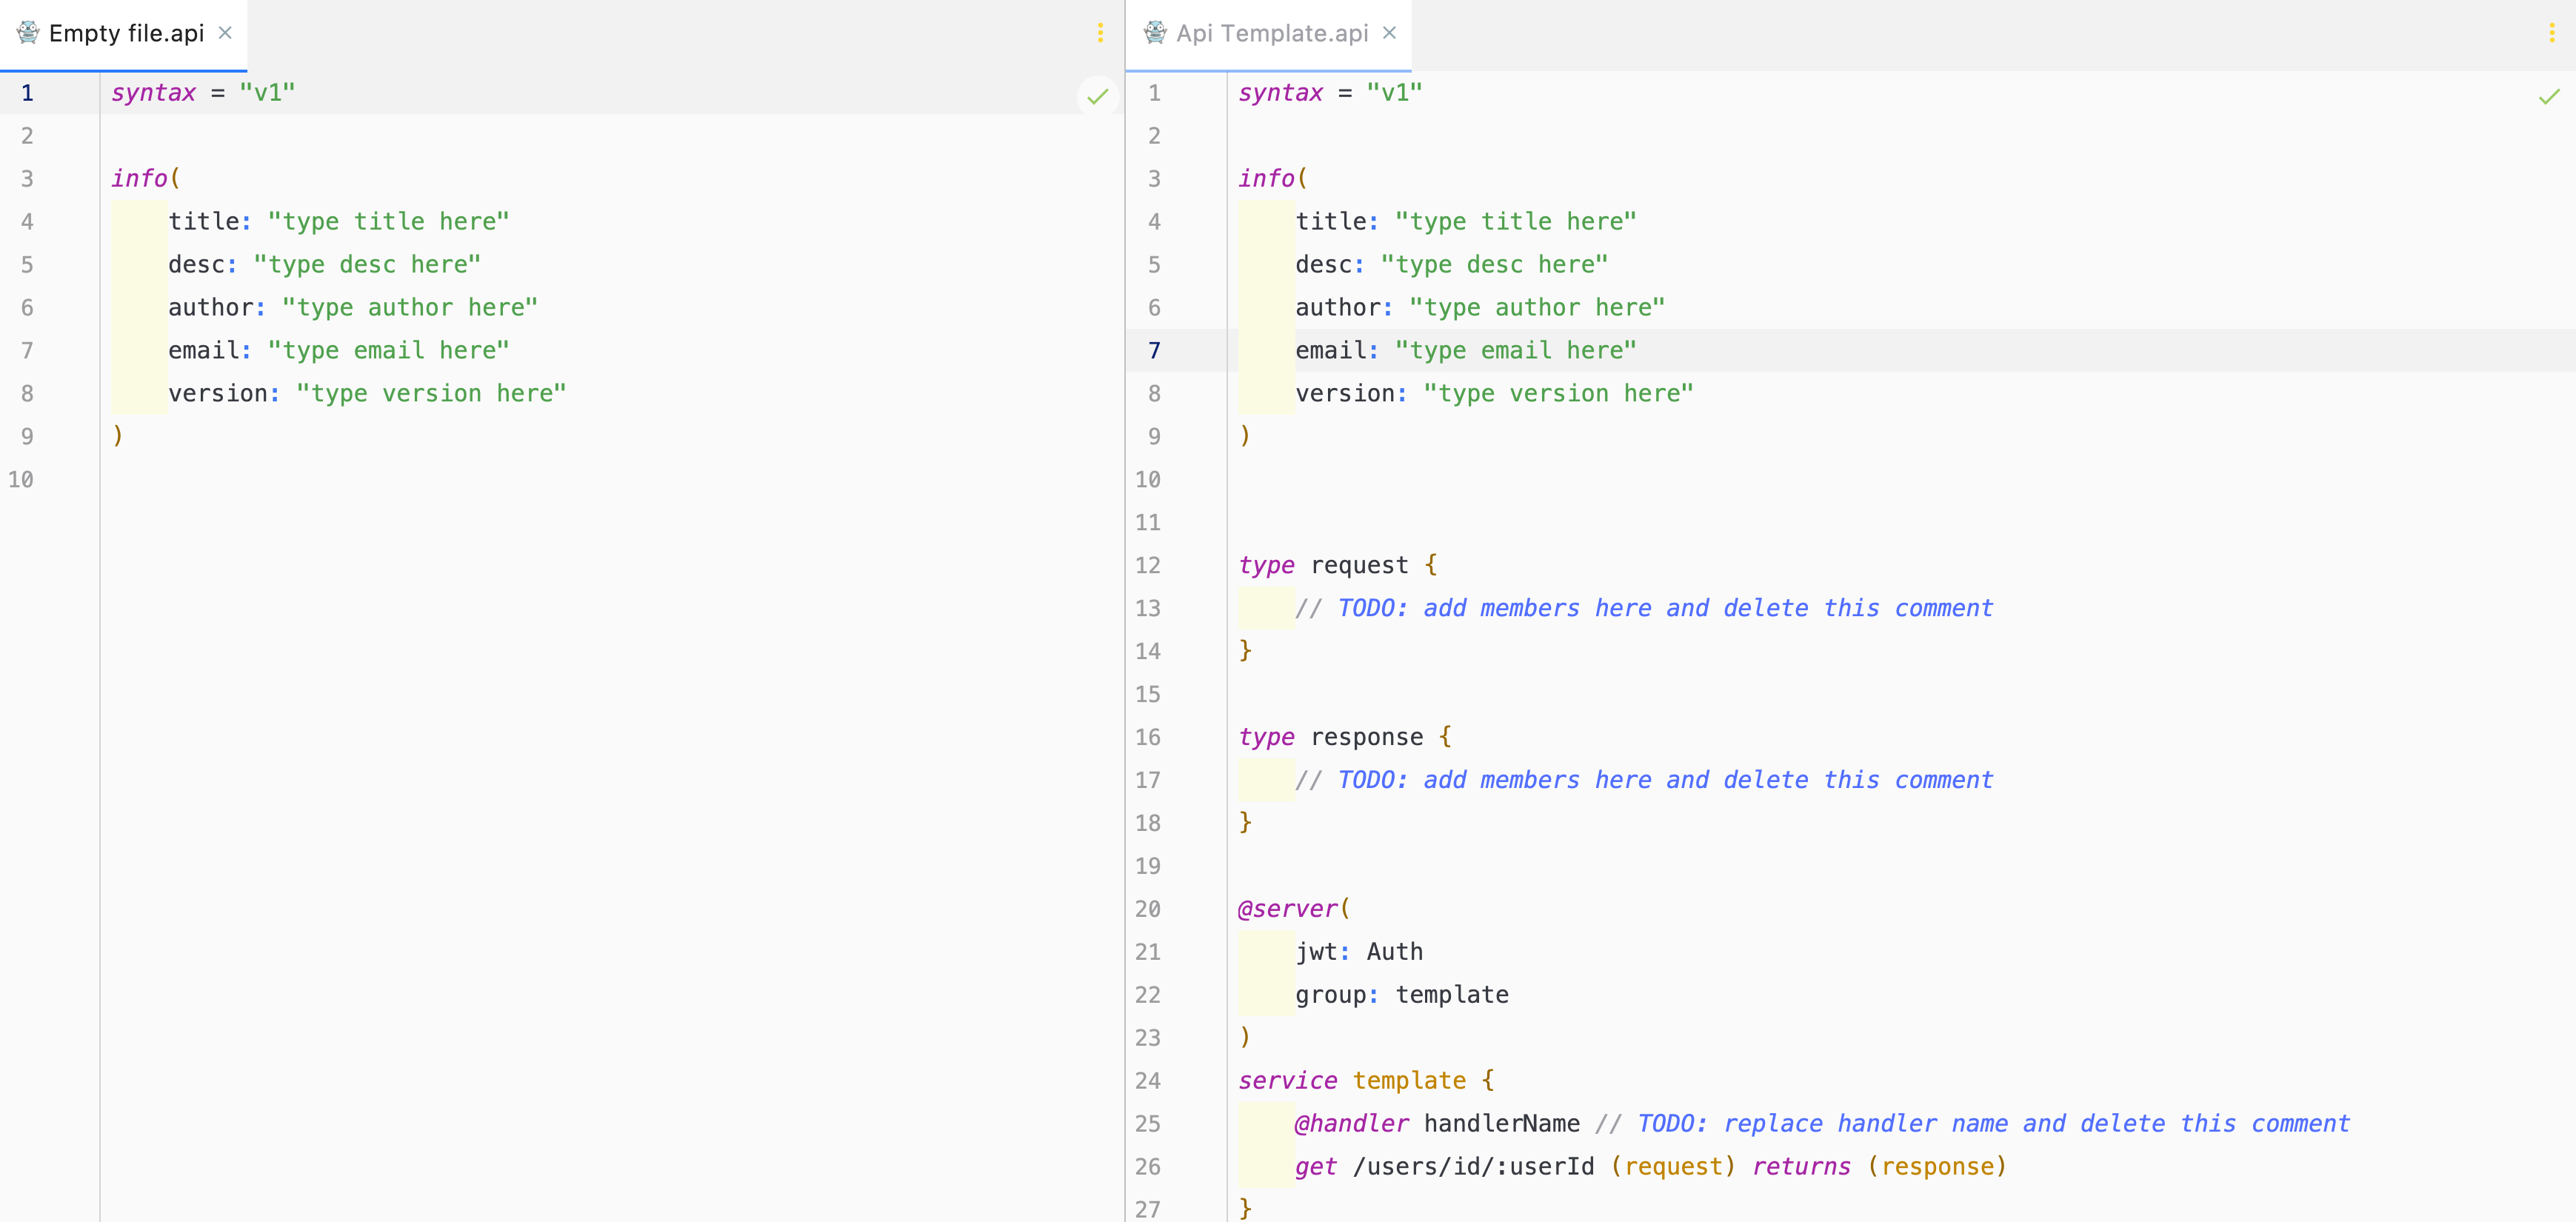 Empty file.api
1 syntax = "v1"
2
3 info(
4     title: "type title here"
5     desc: "type desc here"
6     author: "type author here"
7     email: "type email here"
8     version: "type version here"
9 )
10
Api Template.api
1 syntax = "v1"
2
3 info(
4     title: "type title here"
5     desc: "type desc here"
6     author: "type author here"
7     email: "type email here"
8     version: "type version here"
9 )
10
11
12 type request {
13     // TODO: add members here and delete this comment
14 }
15
16 type response {
17     // TODO: add members here and delete this comment
18 }
19
20 @server(
21     jwt: Auth
22     group: template
23 )
24 service template {
25     @handler handlerName // TODO: replace handler name and delete this comment
26     get /users/id/:userId (request) returns (response)
27 }